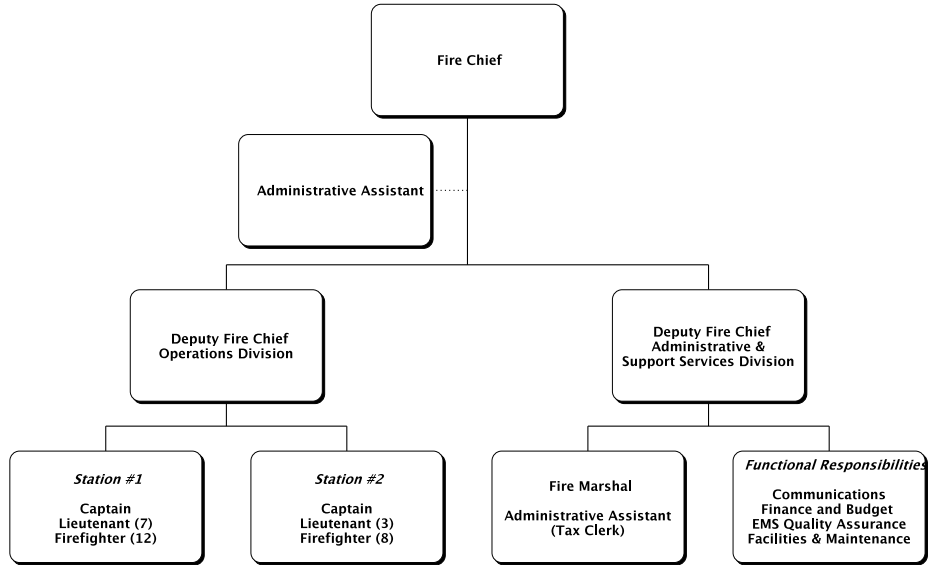 Fire Chief
Administrative Assistant
Deputy Fire Chief
Operations Division
Deputy Fire Chief
Administrative &
Support Services Division
Station #1
Captain
Lieutenant (7)
Firefighter (12)
Station #2
Captain
Lieutenant (3)
Firefighter (8)
Fire Marshal
Administrative Assistant
(Tax Clerk)
Functional Responsibilities
Communications
Finance and Budget
EMS Quality Assurance
Facilities & Maintenance